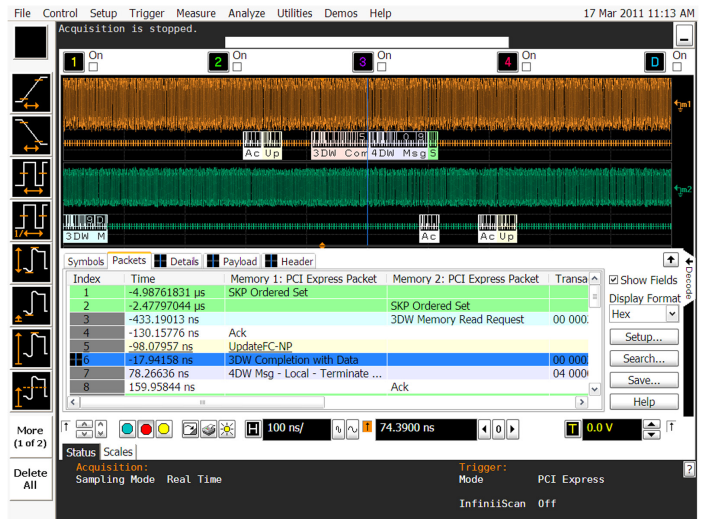 File Control Setup Trigger Measure Analyze Utilities Demos Help 17 Mar 2011 11:13 AM
Acquisition is stopped.
1 On 2 On 3 On 4 On D On
m1
Ac Up 3DW Com 4DW Msg S
m2
3DW M Ac Ac Up
Symbols Packets Details Payload Header
Decode
Index Time Memory 1: PCI Express Packet Memory 2: PCI Express Packet Transa
1 -4.98761831 µs SKP Ordered Set
2 -2.47797044 µs SKP Ordered Set
3 -433.19013 ns 3DW Memory Read Request 00 000
4 -130.15776 ns Ack
5 -98.07957 ns UpdateFC-NP
6 -17.94158 ns 3DW Completion with Data 00 000
7 78.26636 ns 4DW Msg - Local - Terminate ... 04 000
8 159.95844 ns Ack
Show Fields
Display Format
Hex
Setup...
Search...
Save...
Help
More
(1 of 2)
Delete
All
H 100 ns/ 74.3900 ns 0 T 0.0 V
Status Scales
Acquisition: Trigger:
Sampling Mode Real Time Mode PCI Express
InfiniiScan Off
?
1/